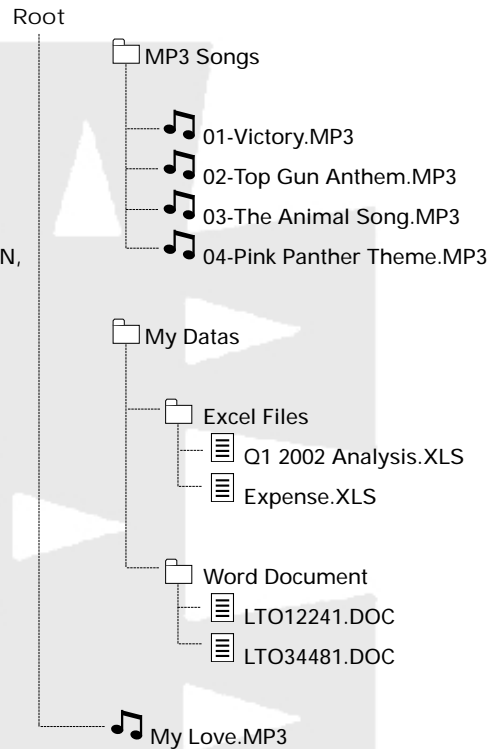 Root
MP3 Songs
01-Victory.MP3
02-Top Gun Anthem.MP3
03-The Animal Song.MP3
N,
04-Pink Panther Theme.MP3
My Datas
Excel Files
Q1 2002 Analysis.XLS
Expense.XLS
Word Document
LTO12241.DOC
LTO34481.DOC
My Love.MP3